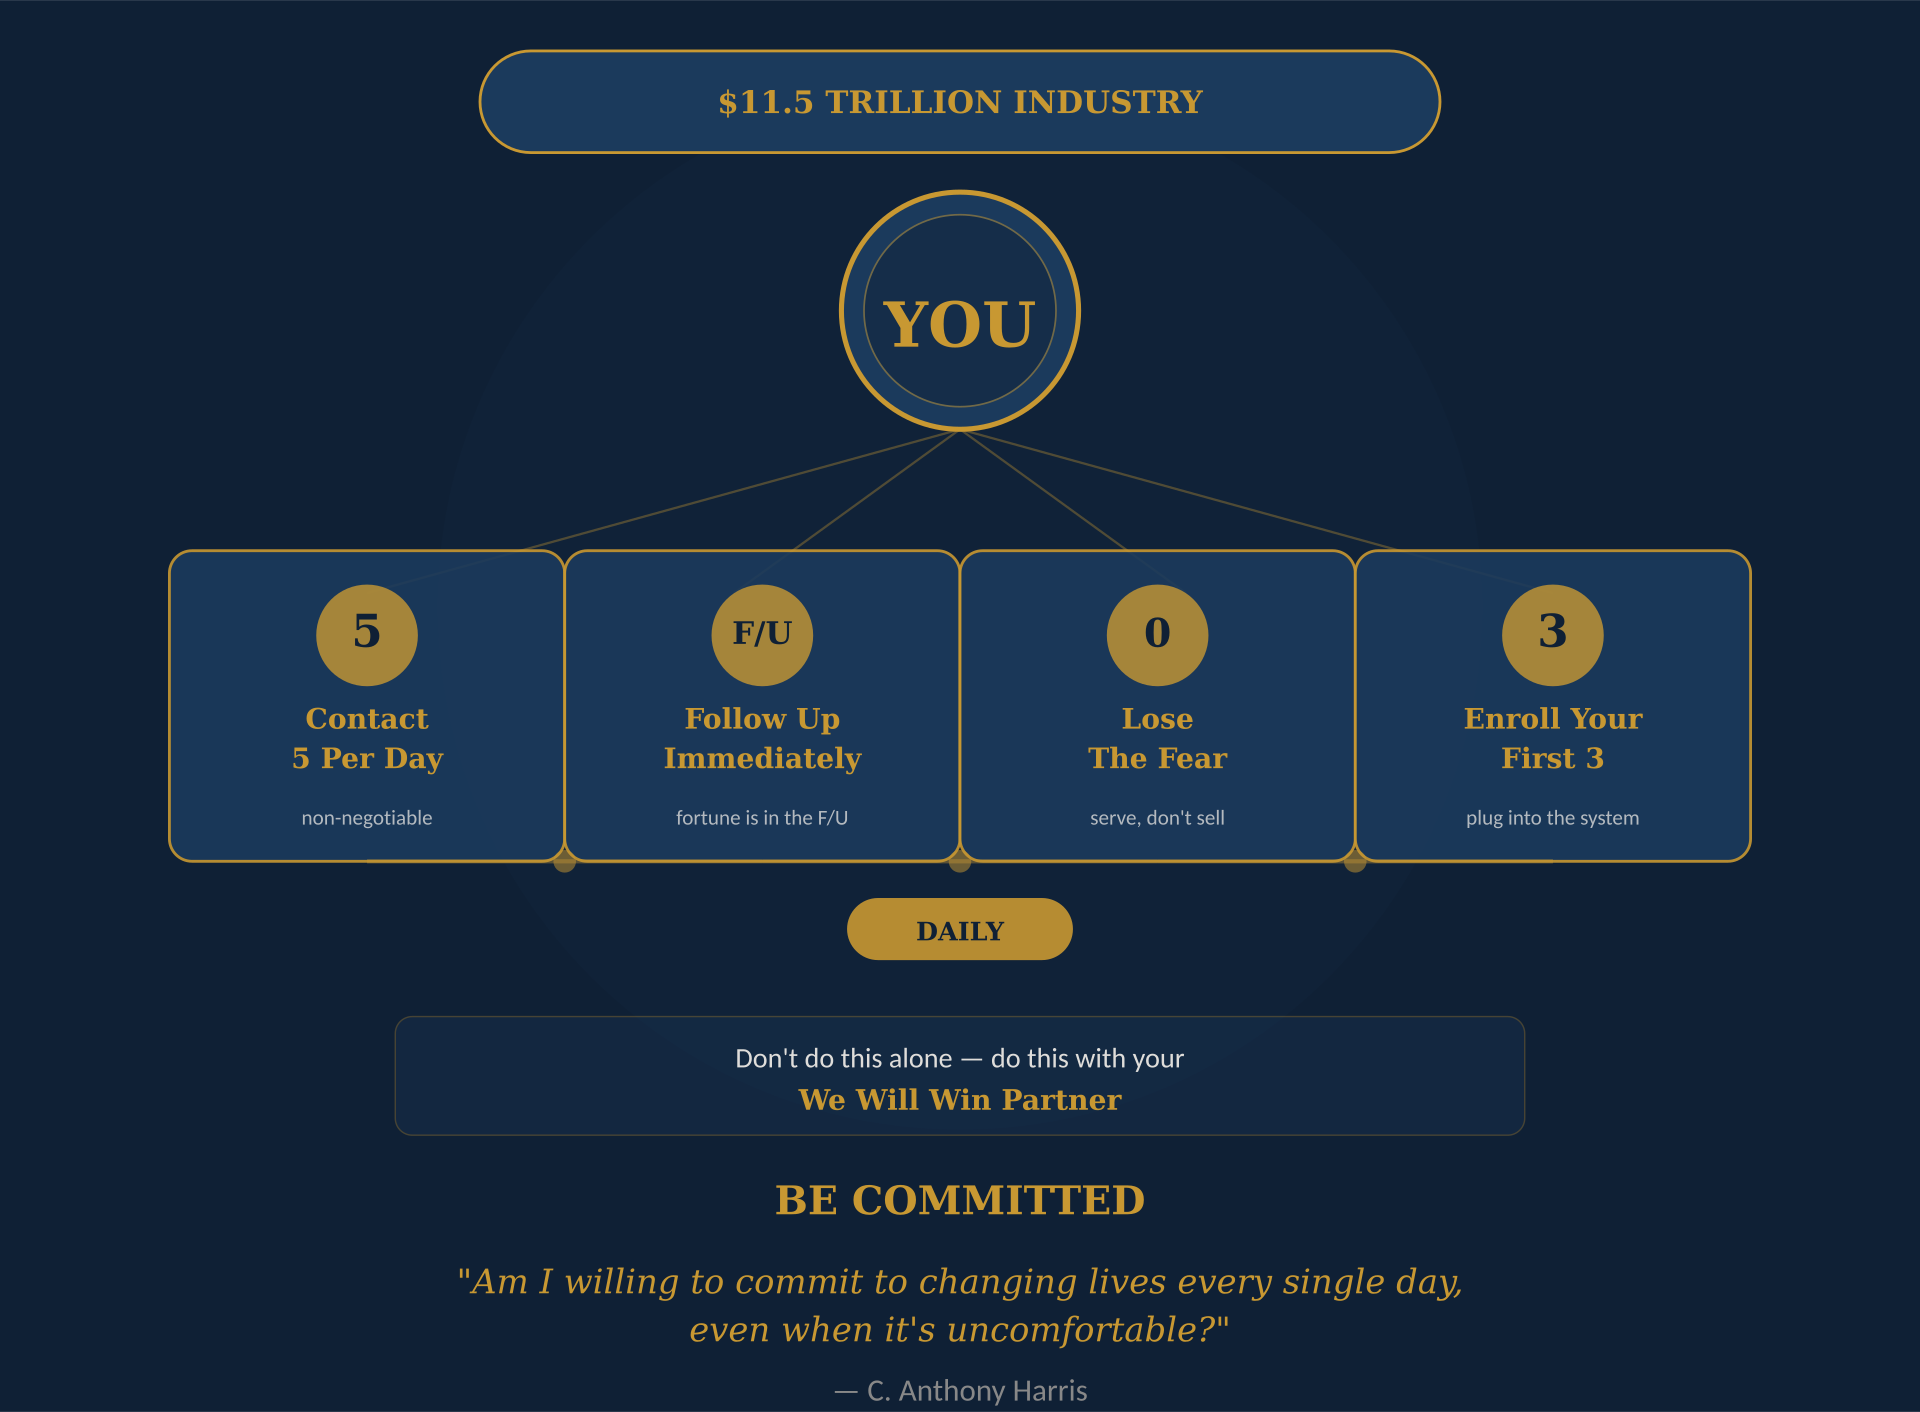 $11.5 TRILLION INDUSTRY
YOU
5
Contact
5 Per Day
non-negotiable
F/U
Follow Up
Immediately
fortune is in the F/U
0
Lose
The Fear
serve, don't sell
3
Enroll Your
First 3
plug into the system
DAILY
Don't do this alone — do this with your
We Will Win Partner
BE COMMITTED
"Am I willing to commit to changing lives every single day,
even when it's uncomfortable?"
— C. Anthony Harris